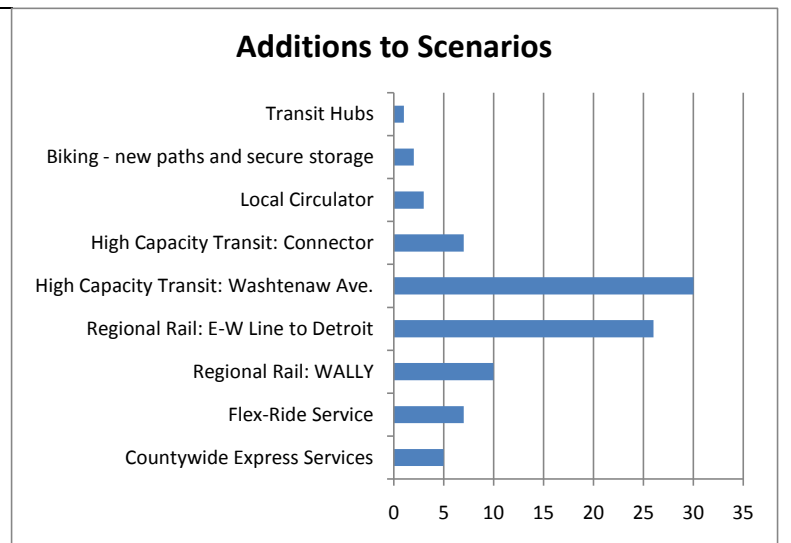 Additions to Scenarios
Transit Hubs
Biking - new paths and secure storage
Local Circulator
High Capacity Transit: Connector
High Capacity Transit: Washtenaw Ave.
Regional Rail: E-W Line to Detroit
Regional Rail: WALLY
Flex-Ride Service
Countywide Express Services
0 5 10 15 20 25 30 35